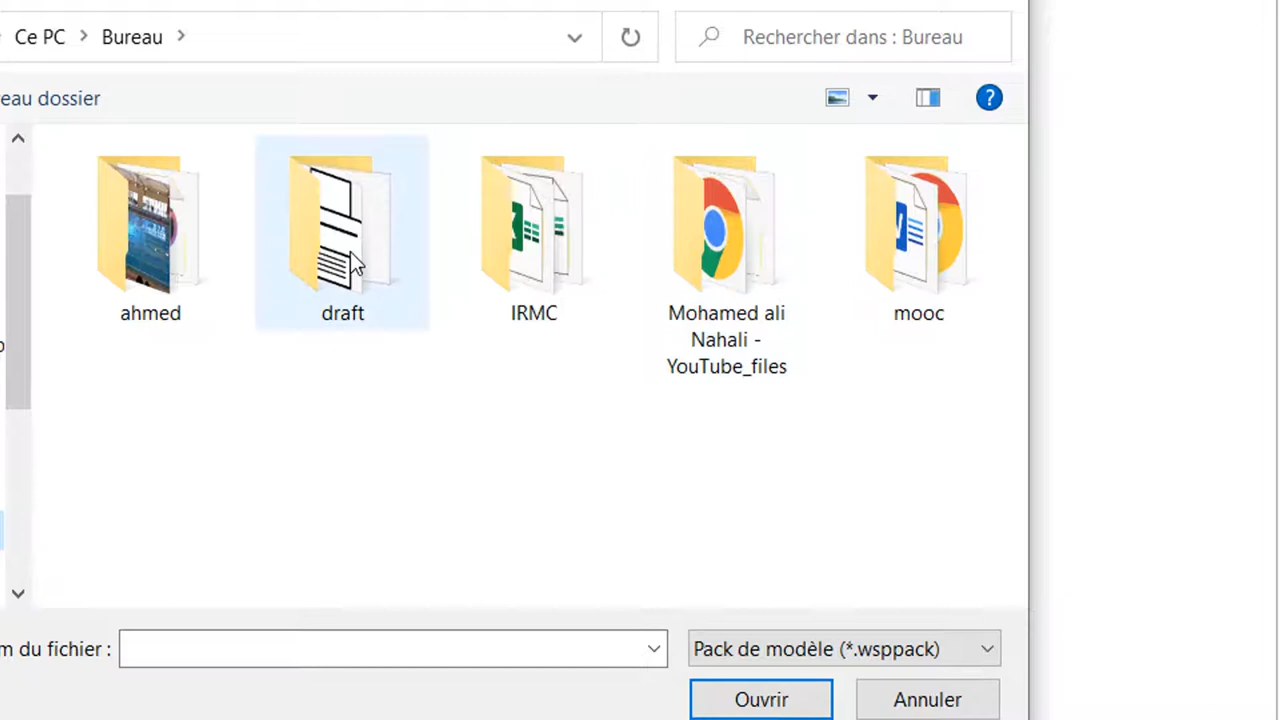 Ce PC > Bureau >
Rechercher dans : Bureau
eau dossier
ahmed
draft
IRMC
Mohamed ali
Nahali -
YouTube_files
mooc
m du fichier :
Pack de modèle (*.wsppack)
Ouvrir
Annuler